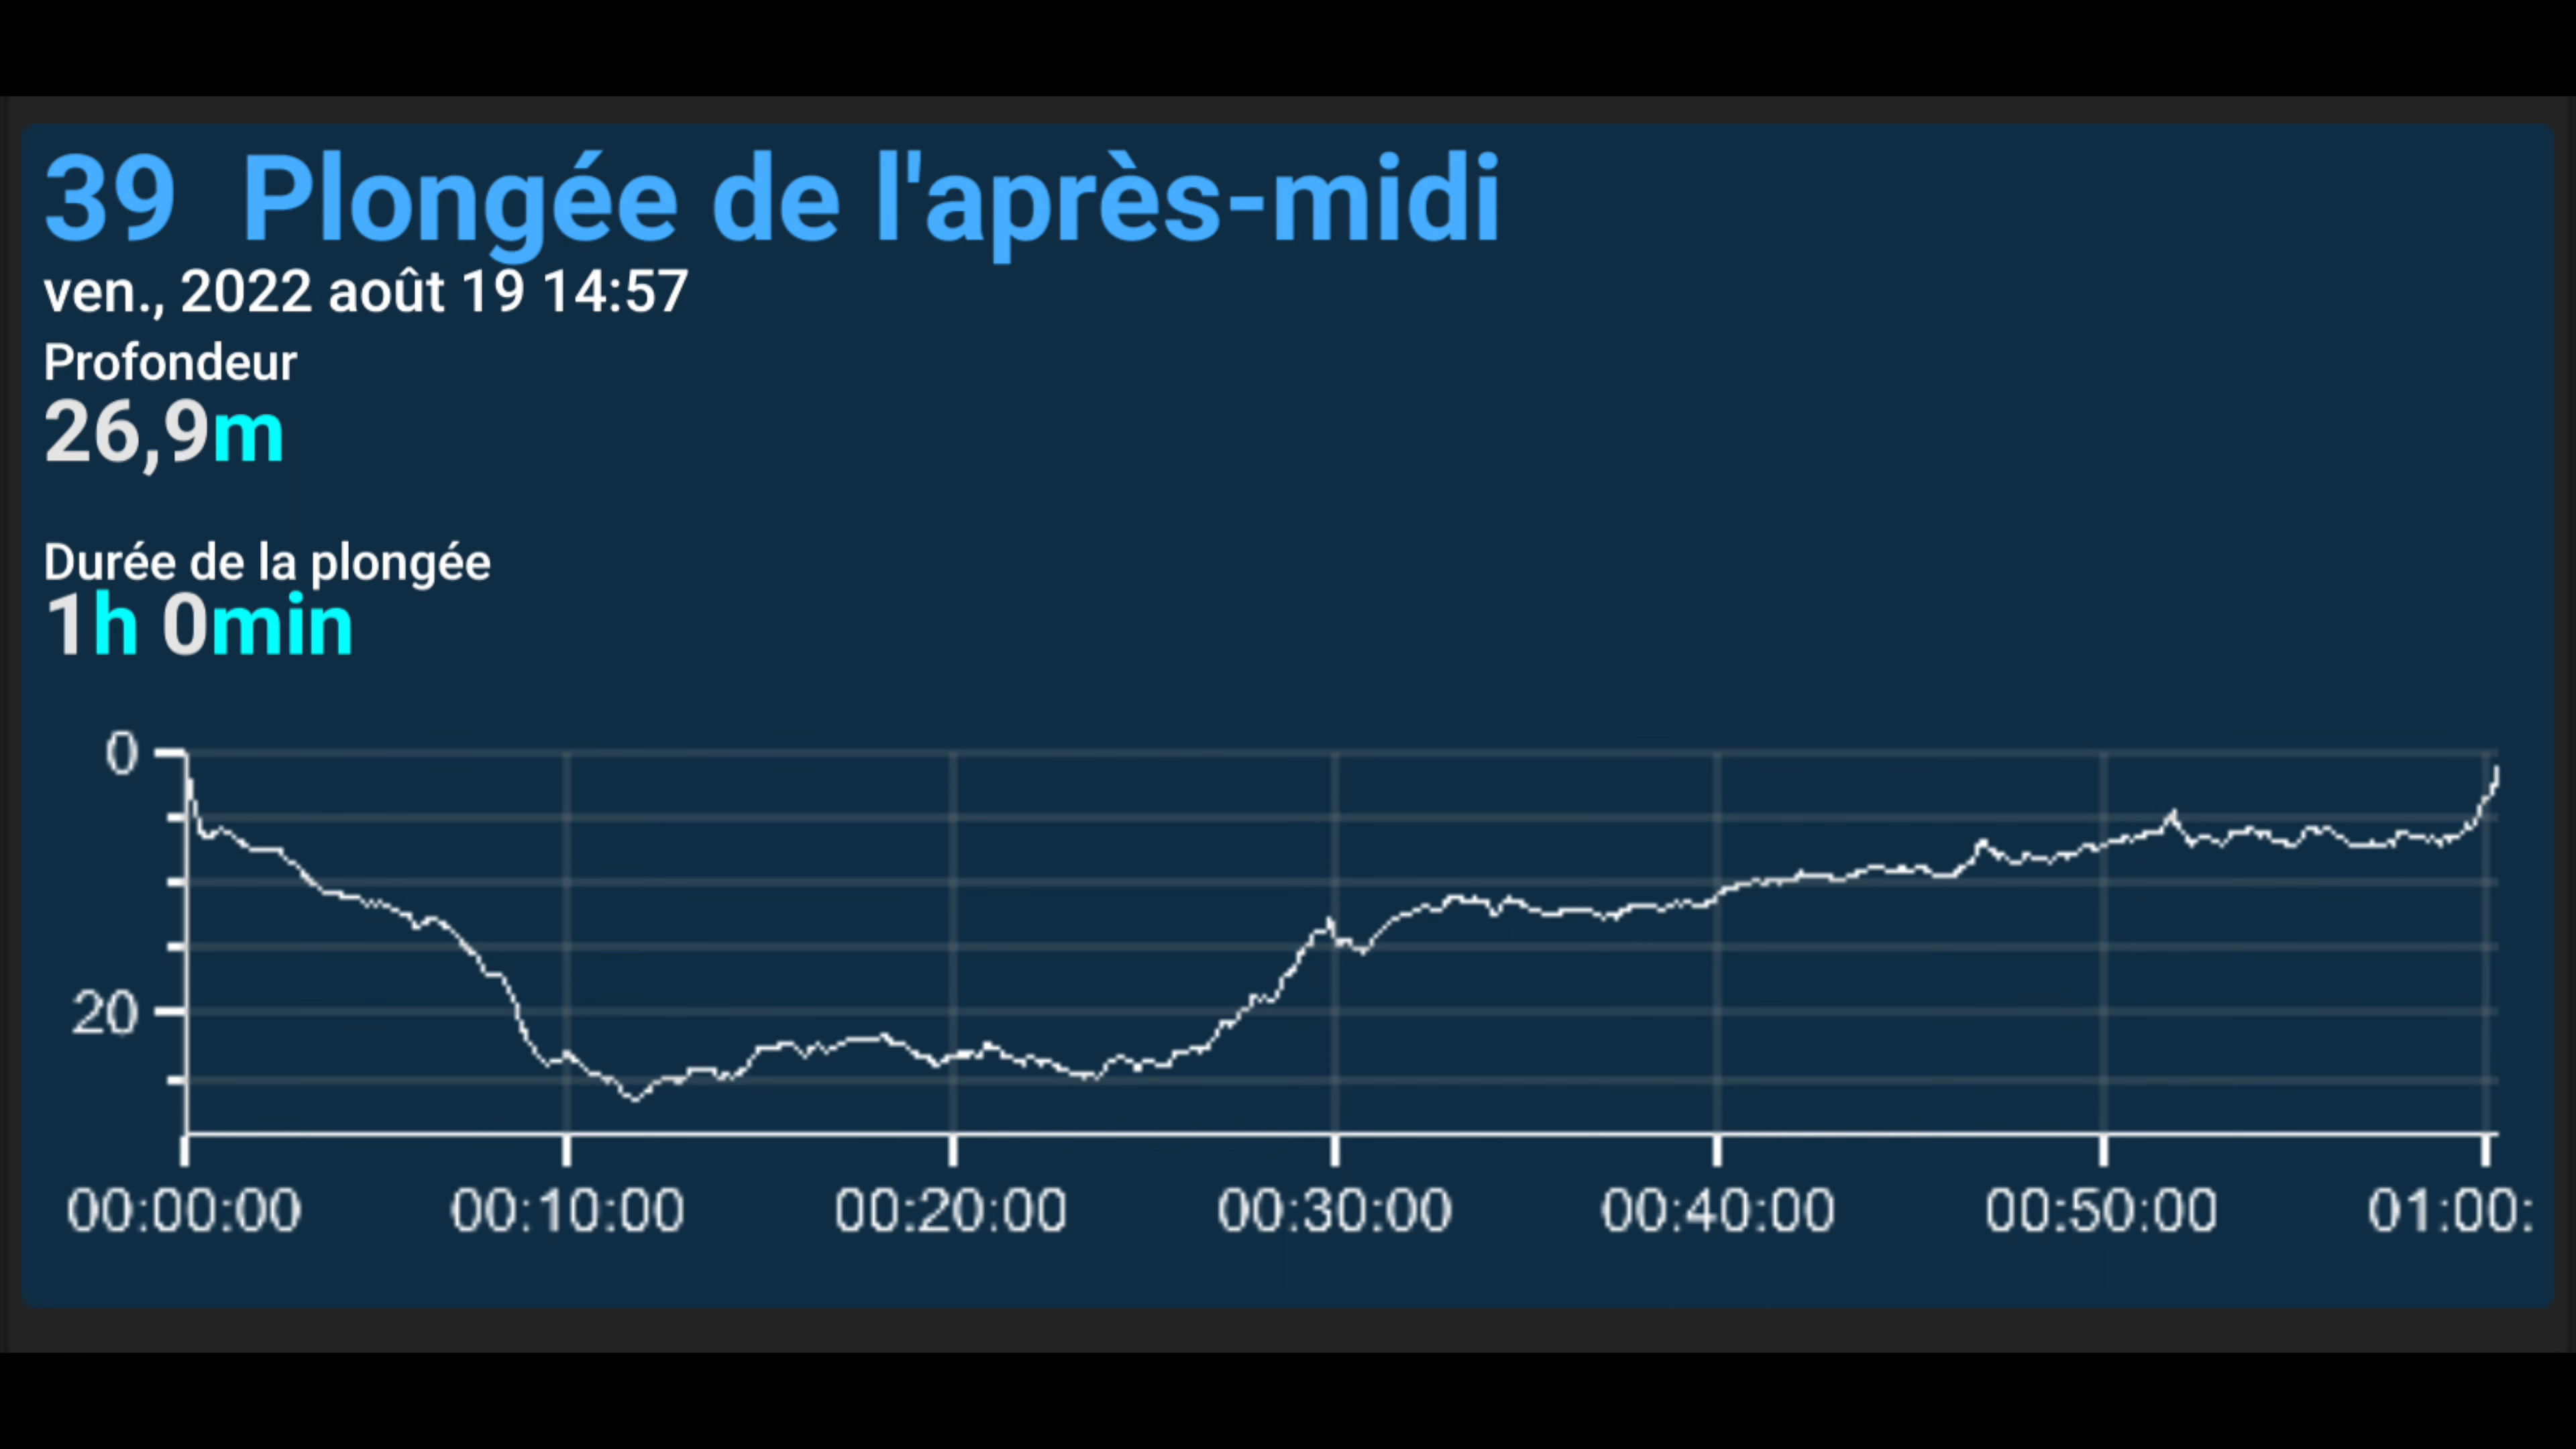 39 Plongée de l'après-midi
ven., 2022 août 19 14:57
Profondeur
26,9m
Durée de la plongée
1h 0min
0
20
00:00:00 00:10:00 00:20:00 00:30:00 00:40:00 00:50:00 01:00: